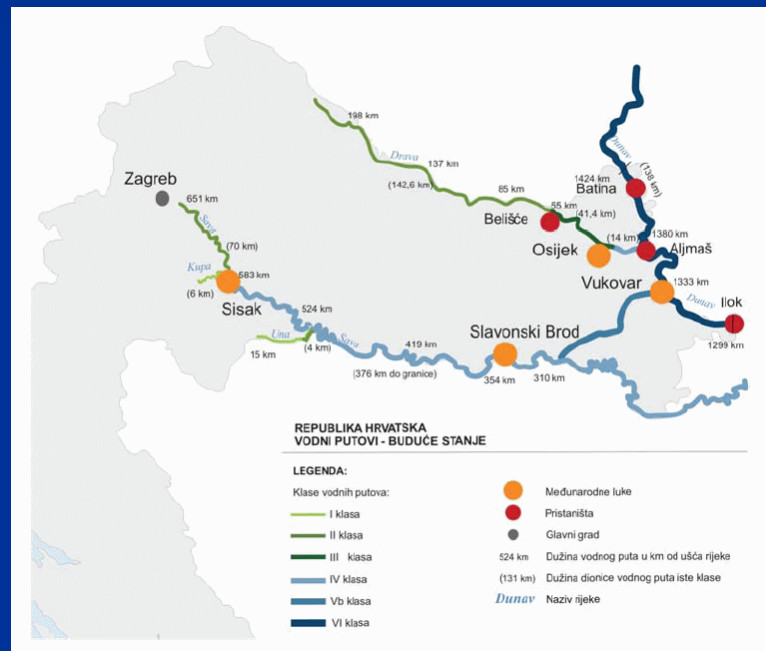 198 km
Drava
137 km
(142,6 km)
85 km
Dunav
1424 km
(138 km)
Batina
Zagreb
651 km
Sava
(70 km)
Kupa
(6 km)
583 km
Sisak
55 km
Belišće
(41,4 km)
Osijek
(14 km)
1380 km
Aljmaš
Vukovar
1333 km
Dunav
Ilok
1299 km
524 km
Una
15 km
(4 km)
Sava
419 km
(376 km do granice)
Slavonski Brod
354 km
310 km
REPUBLIKA HRVATSKA
VODNI PUTOVI - BUDUĆE STANJE
LEGENDA:
Klase vodnih putova:
I klasa
II klasa
III klasa
IV klasa
Vb klasa
VI klasa
Međunarodne luke
Pristaništa
Glavni grad
524 km Dužina vodnog puta u km od ušća rijeke
(131 km) Dužina dionice vodnog puta iste klase
Dunav Naziv rijeke